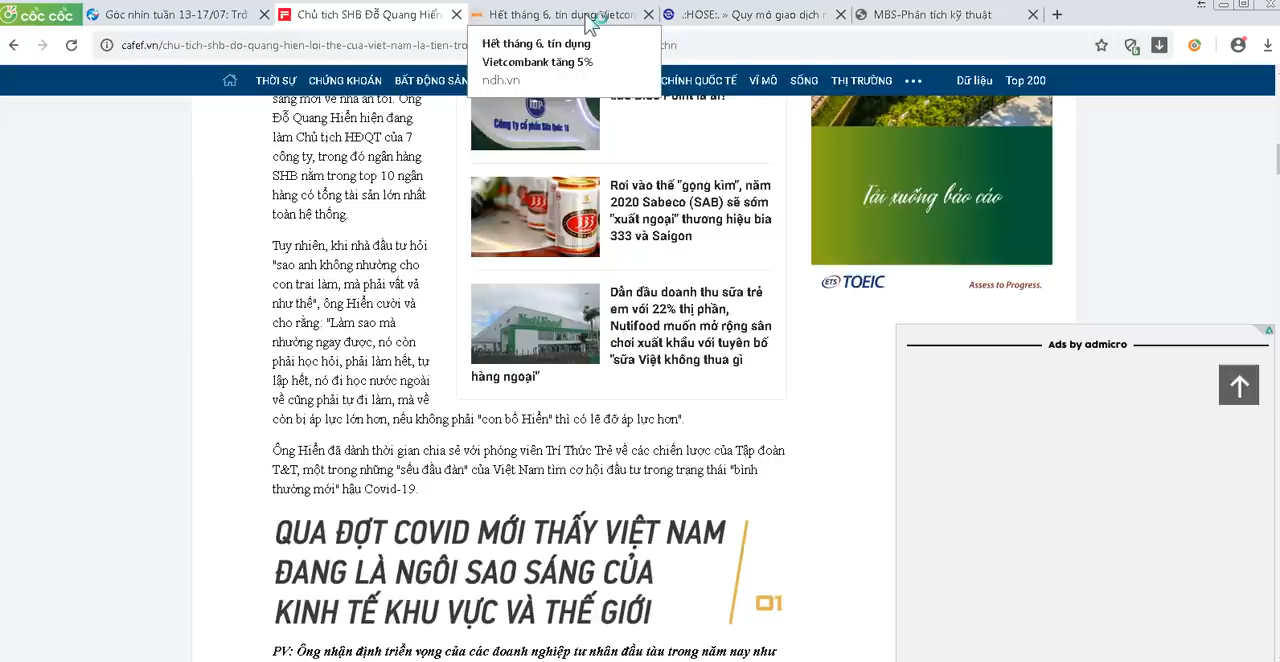 cốc cốc
Góc nhìn tuần 13-17/07: Trở
Chủ tịch SHB Đỗ Quang Hiển
Hết tháng 6, tín dụng Vietcom
.:HOSE:. » Quy mô giao dịch n
MBS-Phân tích kỹ thuật
cafef.vn/chu-tich-shb-do-quang-hien-loi-the-cua-viet-nam-la-tien-tro
chn
Hết tháng 6, tín dụng
Vietcombank tăng 5%
ndh.vn
THỜI SỰ
CHỨNG KHOÁN
BẤT ĐỘNG SẢN
CHÍNH QUỐC TẾ
VĨ MÔ
SỐNG
THỊ TRƯỜNG
Dữ liệu
Top 200
sang mời về nhà ăn tối. Ông
Đỗ Quang Hiển hiện đang
làm Chủ tịch HĐQT của 7
công ty, trong đó ngân hàng
SHB nằm trong top 10 ngân
hàng có tổng tài sản lớn nhất
toàn hệ thống.
Tuy nhiên, khi nhà đầu tư hỏi
"sao anh không nhường cho
con trai làm, mà phải vất vả
như thế", ông Hiển cười và
cho rằng: "Làm sao mà
nhường ngay được, nó còn
phải học hỏi, phải làm hết, tự
lập hết, nó đi học nước ngoài
về cũng phải tự đi làm, mà về
còn bị áp lực lớn hơn, nếu không phải "con bố Hiển" thì có lẽ đỡ áp lực hơn".
Công ty cổ phần Sữa Quốc tế
Rơi vào thế "gọng kìm", năm
2020 Sabeco (SAB) sẽ sớm
"xuất ngoại" thương hiệu bia
333 và Saigon
333
Dẫn đầu doanh thu sữa trẻ
em với 22% thị phần,
Nutifood muốn mở rộng sân
chơi xuất khẩu với tuyên bố
"sữa Việt không thua gì
hàng ngoại"
Ông Hiển đã dành thời gian chia sẻ với phóng viên Trí Thức Trẻ về các chiến lược của Tập đoàn
T&T, một trong những "sếu đầu đàn" của Việt Nam tìm cơ hội đầu tư trong trạng thái "bình
thường mới" hậu Covid-19.
QUA ĐỢT COVID MỚI THẤY VIỆT NAM
ĐANG LÀ NGÔI SAO SÁNG CỦA
KINH TẾ KHU VỰC VÀ THẾ GIỚI
01
PV: Ông nhận định triển vọng của các doanh nghiệp tư nhân đầu tàu trong năm nay như
Tải xuống báo cáo
ETS TOEIC
Assess to Progress.
Ads by admicro